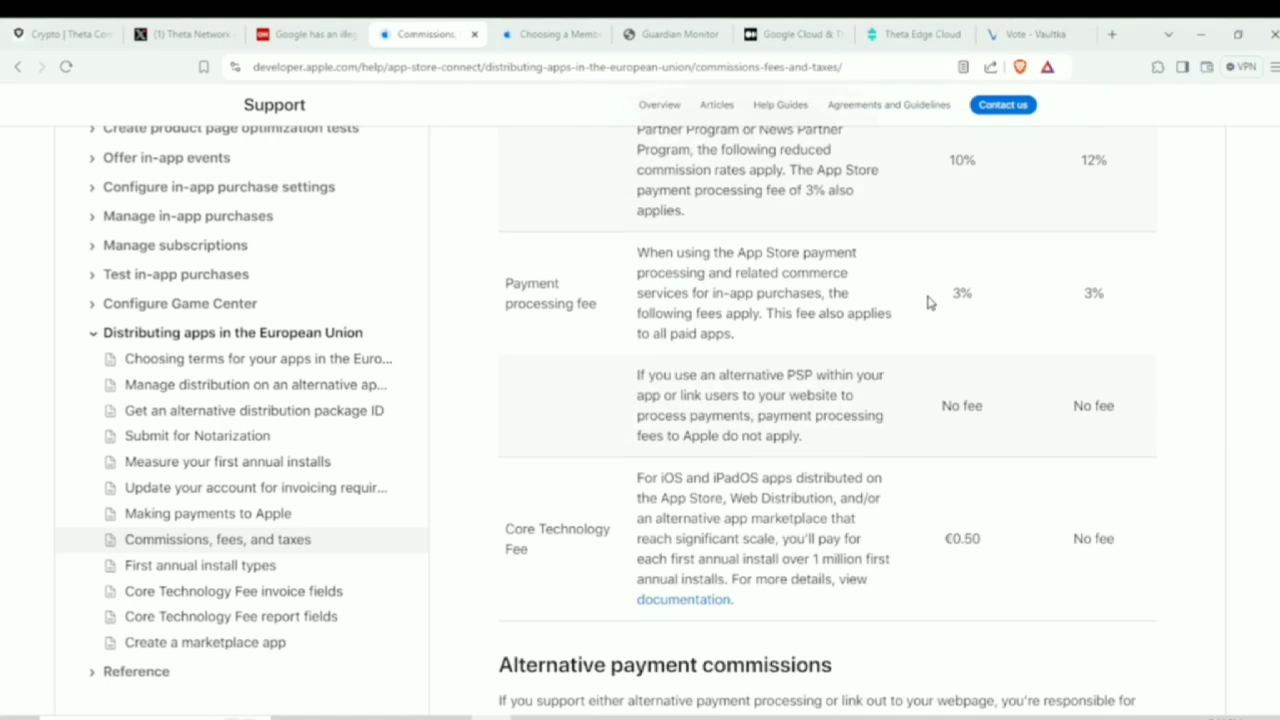 Crypto | Theta Con
(1) Theta Network
Google has an illeg
Commissions,
Choosing a Memb
Guardian Monitor
Google Cloud & T
Theta Edge Cloud
Vote - Vaultka
developer.apple.com/help/app-store-connect/distributing-apps-in-the-european-union/commissions-fees-and-taxes/
VPN
Support
Overview
Articles
Help Guides
Agreements and Guidelines
Contact us
Create product page optimization tests
Offer in-app events
Configure in-app purchase settings
Manage in-app purchases
Manage subscriptions
Test in-app purchases
Configure Game Center
Distributing apps in the European Union
Choosing terms for your apps in the Euro...
Manage distribution on an alternative ap...
Get an alternative distribution package ID
Submit for Notarization
Measure your first annual installs
Update your account for invoicing requir...
Making payments to Apple
Commissions, fees, and taxes
First annual install types
Core Technology Fee invoice fields
Core Technology Fee report fields
Create a marketplace app
Reference
Partner Program or News Partner
Program, the following reduced
commission rates apply. The App Store
payment processing fee of 3% also
applies.
10%
12%
Payment
processing fee
When using the App Store payment
processing and related commerce
services for in-app purchases, the
following fees apply. This fee also applies
to all paid apps.
3%
3%
If you use an alternative PSP within your
app or link users to your website to
process payments, payment processing
fees to Apple do not apply.
No fee
No fee
Core Technology
Fee
For iOS and iPadOS apps distributed on
the App Store, Web Distribution, and/or
an alternative app marketplace that
reach significant scale, you'll pay for
each first annual install over 1 million first
annual installs. For more details, view
documentation.
€0.50
No fee
Alternative payment commissions
If you support either alternative payment processing or link out to your webpage, you're responsible for